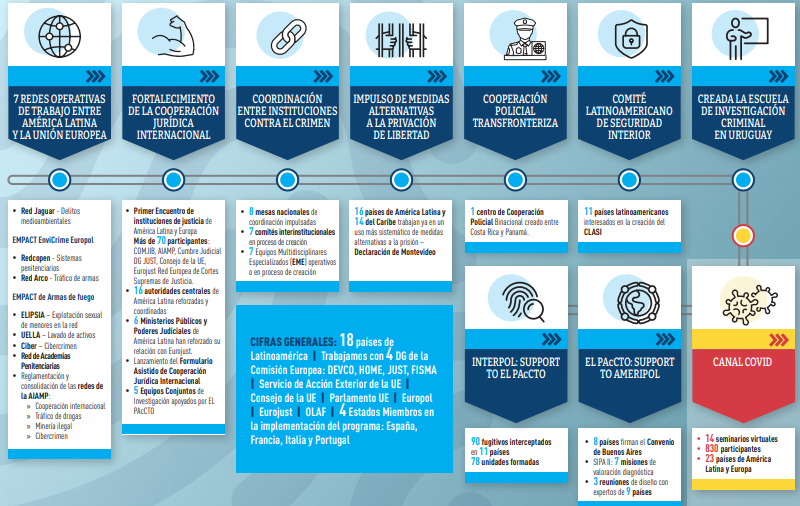 7 REDES OPERATIVAS
DE TRABAJO ENTRE
AMÉRICA LATINA
Y LA UNIÓN EUROPEA
FORTALECIMIENTO
DE LA COOPERACIÓN
JURÍDICA
INTERNACIONAL
COORDINACIÓN
ENTRE INSTITUCIONES
CONTRA EL CRIMEN
IMPULSO DE MEDIDAS
ALTERNATIVAS
A LA PRIVACIÓN
DE LIBERTAD
COOPERACIÓN
POLICIAL
TRANSFRONTERIZA
COMITÉ
LATINOAMERICANO
DE SEGURIDAD
INTERIOR
CREADA LA ESCUELA
DE INVESTIGACIÓN
CRIMINAL
EN URUGUAY
• Red Jaguar - Delitos
medioambientales
EMPACT EnviCrime Europol
• Redcopen - Sistemas
penitenciarios
• Red Arco - Tráfico de armas
EMPACT de Armas de fuego
• ELIPSIA – Explotación sexual
de menores en la red
• UELLA – Lavado de activos
• Ciber – Cibercrimen
• Red de Academias
Penitenciarias
• Reglamentación y
consolidación de las redes de
la AIAMP:
» Cooperación internacional
» Tráfico de drogas
» Minería ilegal
» Cibercrimen
• Primer Encuentro de
instituciones de justicia de
América Latina y Europa
Más de 70 participantes:
COMJIB, AIAMP, Cumbre Judicial
DG JUST, Consejo de la UE,
Eurojust Red Europea de Cortes
Supremas de Justicia.
• 16 autoridades centrales de
América Latina reforzadas y
coordinadas
• 6 Ministerios Públicos y
Poderes Judiciales de
América Latina han reforzado su
relación con Eurojust.
• Lanzamiento del Formulario
Asistido de Cooperación
Jurídica Internacional
• 5 Equipos Conjuntos de
Investigación apoyados por EL
PAcCTO
• 8 mesas nacionales de
coordinación impulsadas
• 7 comités interinstitucionales
en proceso de creación
• 7 Equipos Multidisciplinares
Especializados (EME) operativos
o en proceso de creación
16 países de América Latina y
14 del Caribe trabajan ya en un
uso más sistemático de medidas
alternativas a la prisión –
Declaración de Montevideo
1 centro de Cooperación
Policial Binacional creado entre
Costa Rica y Panamá.
11 países latinoamericanos
interesados en la creación del
CLASI
CIFRAS GENERALES: 18 países de
Latinoamérica | Trabajamos con 4 DG de la
Comisión Europea: DEVCO, HOME, JUST, FISMA
| Servicio de Acción Exterior de la UE |
Consejo de la UE | Parlamento UE | Europol
| Eurojust | OLAF | 4 Estados Miembros en
la implementación del programa: España,
Francia, Italia y Portugal
INTERPOL: SUPPORT
TO EL PAcCTO
EL PAcCTO: SUPPORT
TO AMERIPOL
CANAL COVID
90 fugitivos interceptados
en 11 países
78 unidades formadas
• 8 países firman el Convenio
de Buenos Aires
• SIPA II: 7 misiones de
valoración diagnóstica
• 3 reuniones de diseño con
expertos de 9 países
• 14 seminarios virtuales
• 830 participantes
• 23 países de América
Latina y Europa